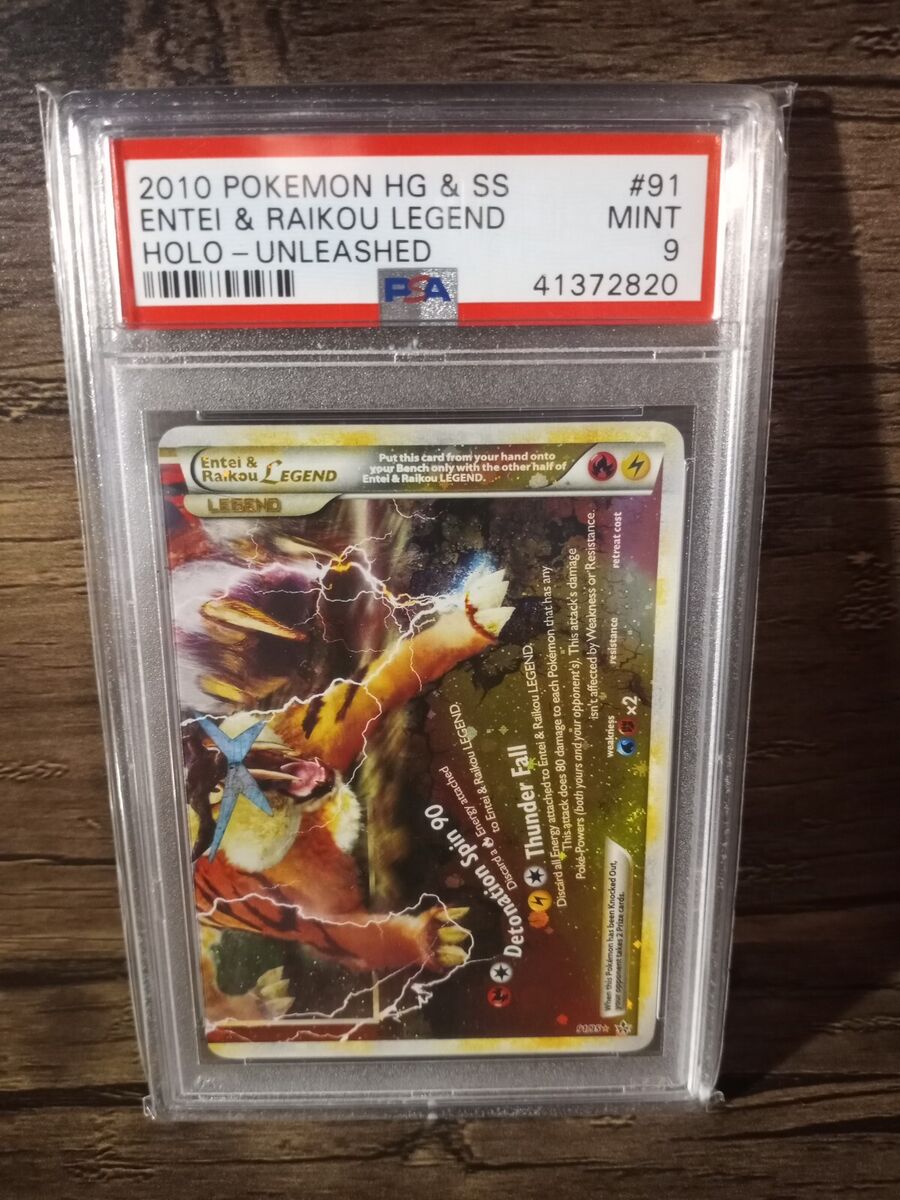 2010 POKEMON HG & SS #91
ENTEI & RAIKOU LEGEND MINT
HOLO - UNLEASHED 9
PSA 41372820
Entei &
Raikou LEGEND
LEGEND
Put this card from your hand onto
your Bench only with the other half of
Entei & Raikou LEGEND.
Detonation Spin 90
Discard a Energy attached
to Entei & Raikou LEGEND.
Thunder Fall
Discard all Energy attached to Entei & Raikou LEGEND.
This attack does 80 damage to each Pokémon that has any
Poké-Powers (both yours and your opponent's). This attack's damage
isn't affected by Weakness or Resistance.
weakness resistance retreat cost
×2
When this Pokémon has been Knocked Out,
your opponent takes 2 Prize cards.
91/95